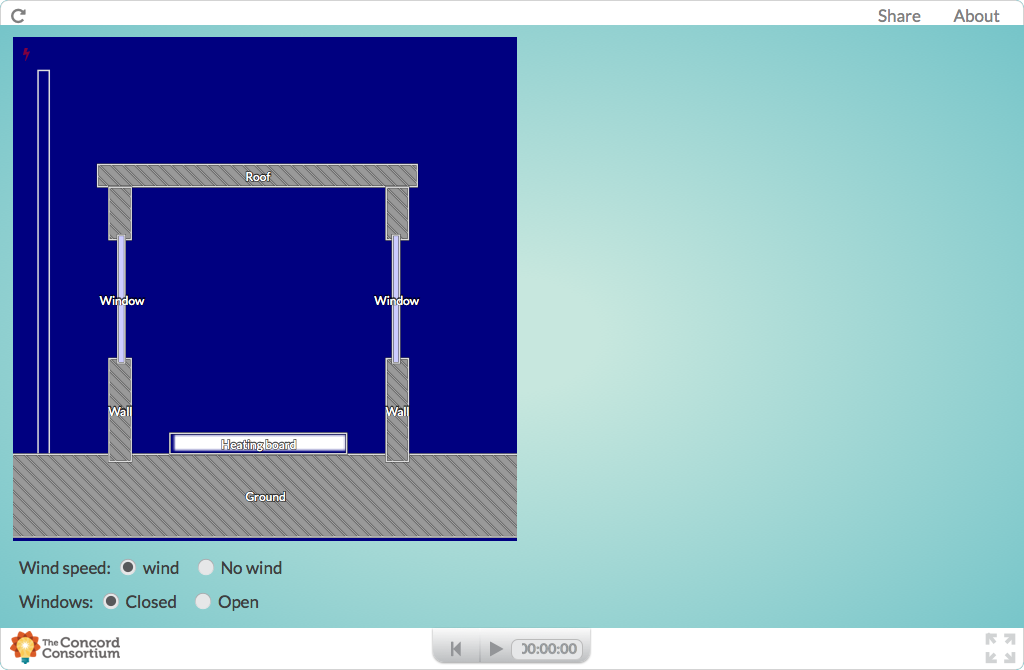 Share About
Roof
Window Window
Wall Wall
Heating board
Ground
Wind speed: wind No wind
Windows: Closed Open
The Concord
Consortium
00:00:00